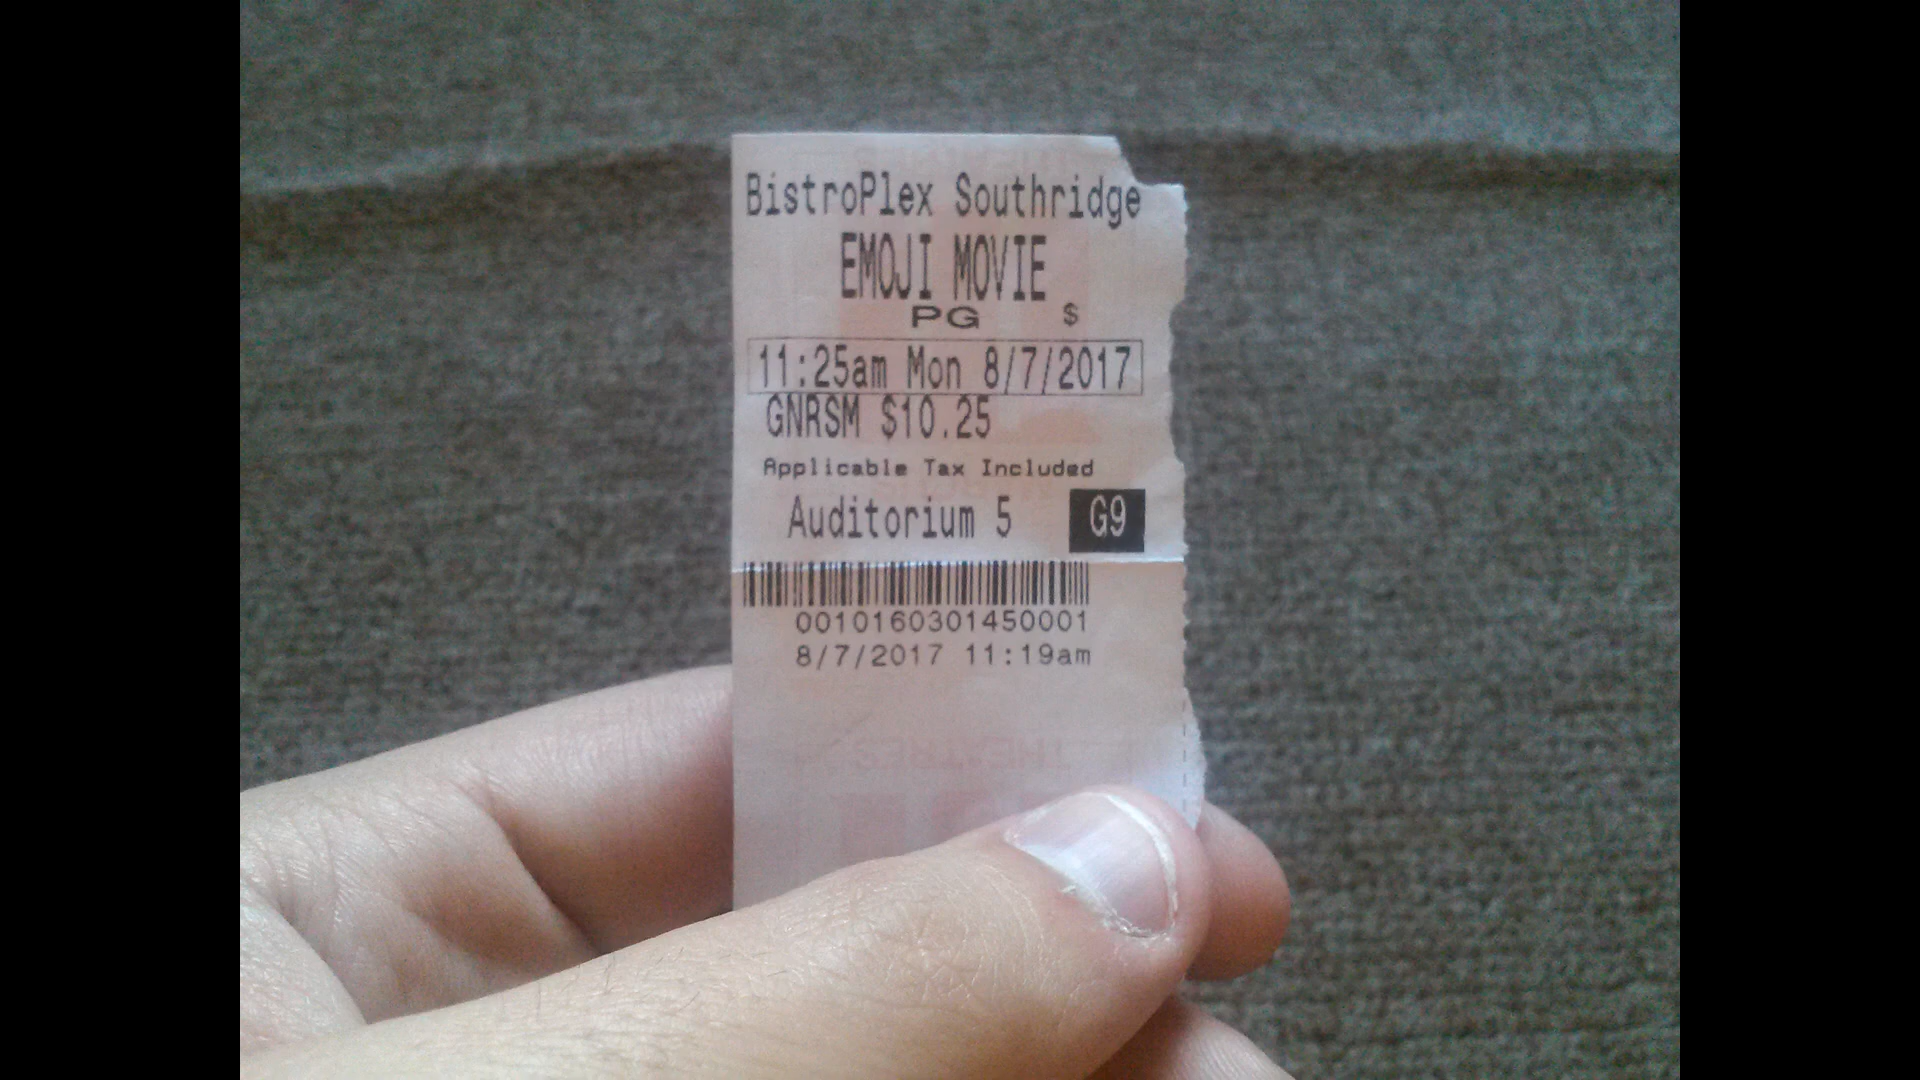 BistroPlex Southridge
EMOJI MOVIE
PG $
11:25am Mon 8/7/2017
GNRSM $10.25
Applicable Tax Included
Auditorium 5 G9
0010160301450001
8/7/2017 11:19am
THEATRES